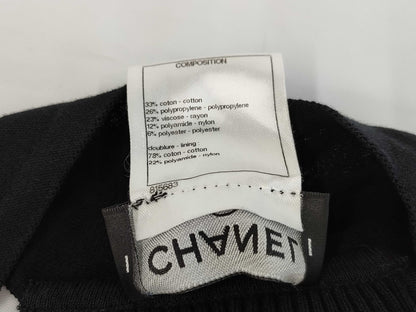 COMPOSITION
33% coton - cotton
26% polypropylene - polypropylene
23% viscose - rayon
12% polyamide - nylon
6% polyester - polyester
doublure - lining
78% coton - cotton
22% polyamide - nylon
CHANEL